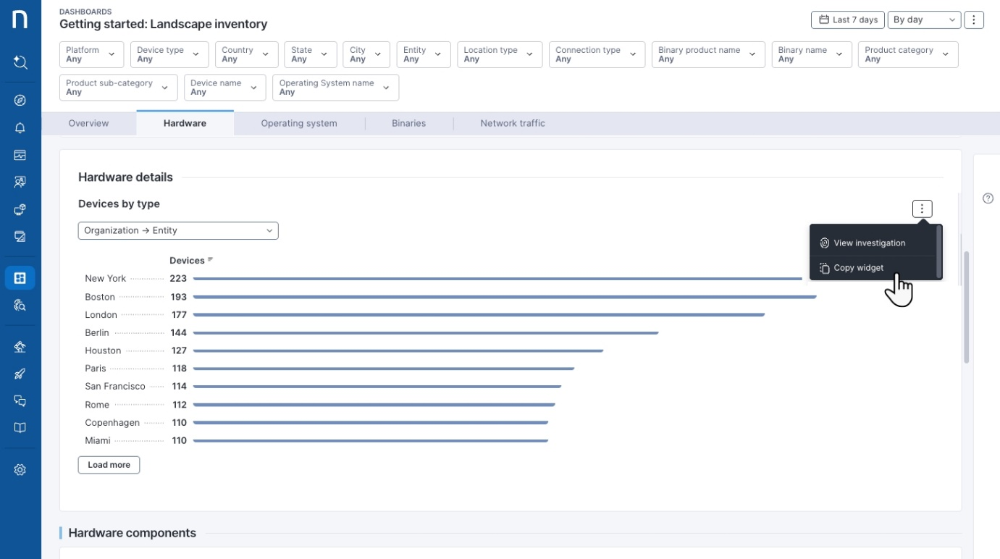 n
DASHBOARDS
Getting started: Landscape inventory
Last 7 days
By day
Platform
Any
Device type
Any
Country
Any
State
Any
City
Any
Entity
Any
Location type
Any
Connection type
Any
Binary product name
Any
Binary name
Any
Product category
Any
Product sub-category
Any
Device name
Any
Operating System name
Any
Overview
Hardware
Operating system
Binaries
Network traffic
Hardware details
Devices by type
Organization → Entity
View investigation
Copy widget
Devices
New York 223
Boston 193
London 177
Berlin 144
Houston 127
Paris 118
San Francisco 114
Rome 112
Copenhagen 110
Miami 110
Load more
Hardware components